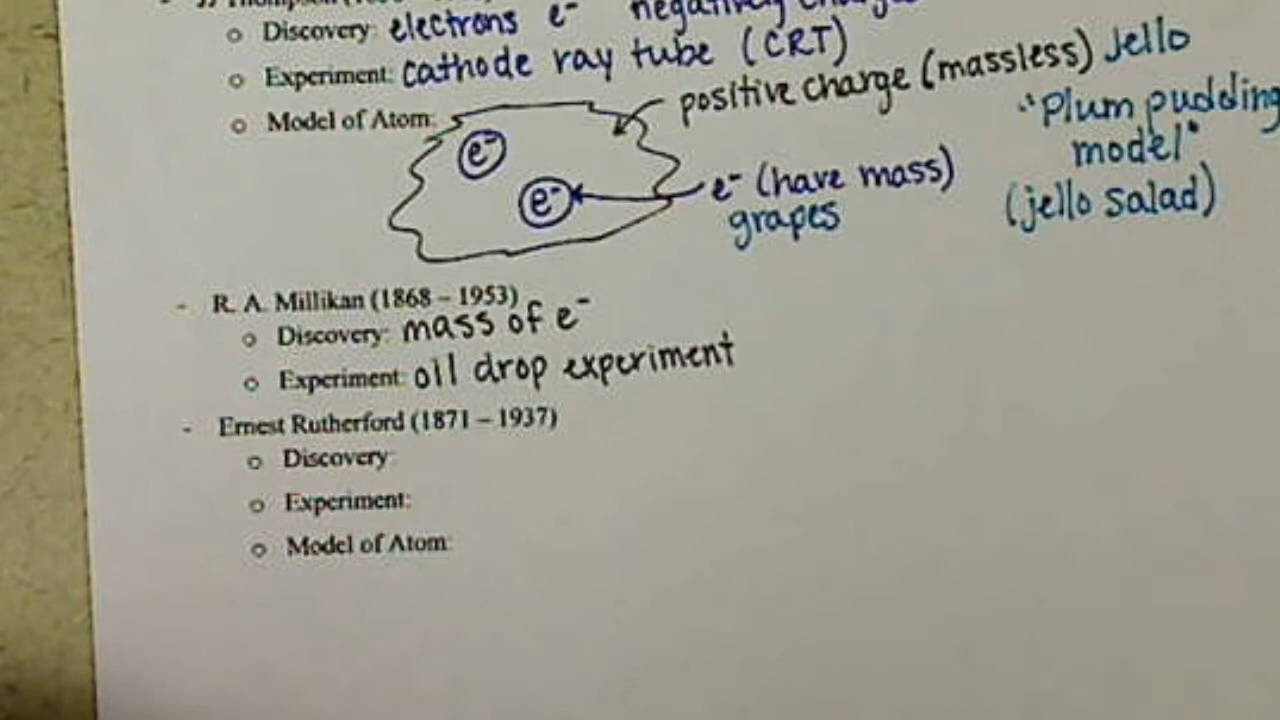 Discovery: electrons e⁻ negatively
Experiment: cathode ray tube (CRT)
Model of Atom:
positive charge (massless) Jello
"Plum pudding
model"
(jello salad)
e⁻
e⁻
e⁻ (have mass)
grapes
- R. A. Millikan (1868 – 1953)
Discovery: mass of e⁻
Experiment: oil drop experiment
- Ernest Rutherford (1871 – 1937)
Discovery:
Experiment:
Model of Atom: